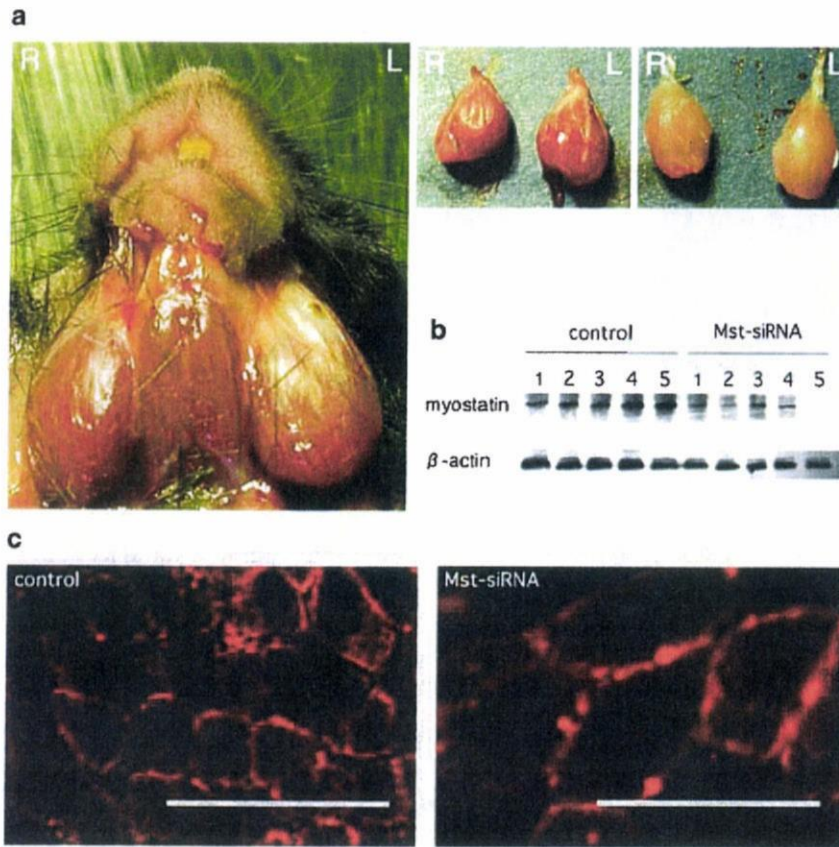 a
R L
R L
R L
b
control Mst-siRNA
1 2 3 4 5 1 2 3 4 5
myostatin
β-actin
c
control
Mst-siRNA